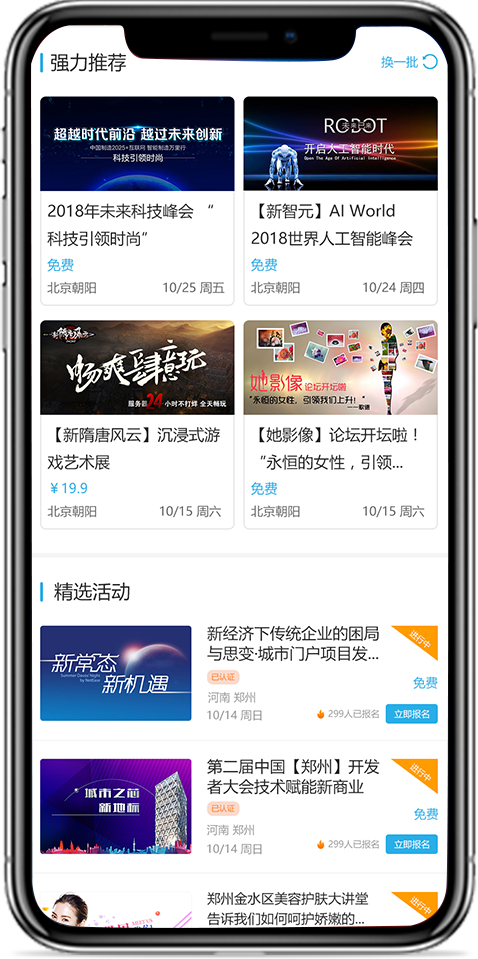 强力推荐
换一批
超越时代前沿 越过未来创新
中国制造2025+互联网 智能制造万里行
科技引领时尚
2018年未来科技峰会 “
科技引领时尚”
免费
北京朝阳 10/25 周五
ROBOT
未来已来
开启人工智能时代
Open The Age Of Artificial Intelligence
【新智元】AI World
2018世界人工智能峰会
免费
北京朝阳 10/24 周四
畅爽肆意玩
服务器24小时不打烊 全天畅玩
【新隋唐风云】沉浸式游
戏艺术展
￥19.9
北京朝阳 10/15 周六
她影像 论坛开坛啦
“永恒的女性，引领我们上升！”
——歌德
【她影像】论坛开坛啦！
“永恒的女性，引领...
免费
北京朝阳 10/15 周六
精选活动
新常态
Summer Dance Night
by NetEase
新机遇
新经济下传统企业的困局
与思变·城市门户项目发...
进行中
已认证
免费
河南 郑州
10/14 周日
299人已报名
立即报名
城市之芯
新地标
第二届中国【郑州】开发
者大会技术赋能新商业
进行中
已认证
免费
河南 郑州
10/14 周日
299人已报名
立即报名
郑州金水区美容护肤大讲堂
告诉我们如何呵护娇嫩的...
进行中